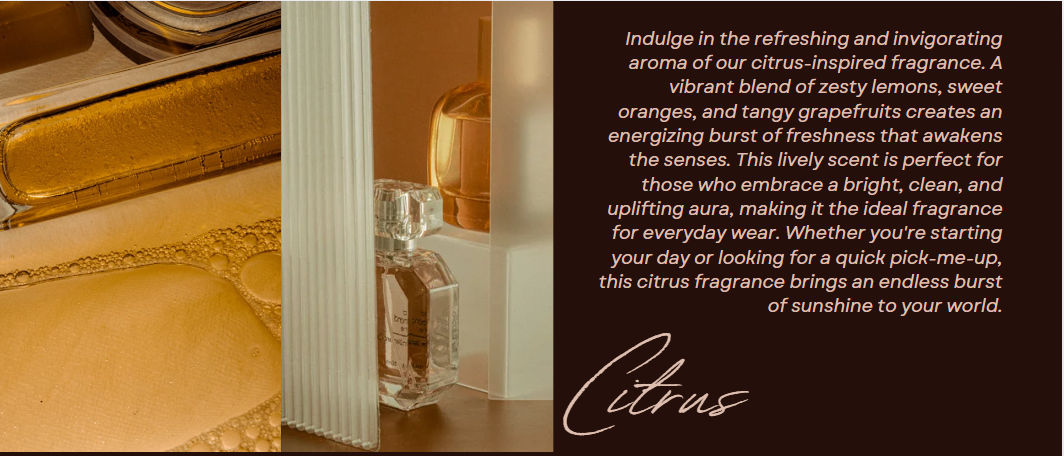 Indulge in the refreshing and invigorating
aroma of our citrus-inspired fragrance. A
vibrant blend of zesty lemons, sweet
oranges, and tangy grapefruits creates an
energizing burst of freshness that awakens
the senses. This lively scent is perfect for
those who embrace a bright, clean, and
uplifting aura, making it the ideal fragrance
for everyday wear. Whether you're starting
your day or looking for a quick pick-me-up,
this citrus fragrance brings an endless burst
of sunshine to your world.
Citrus